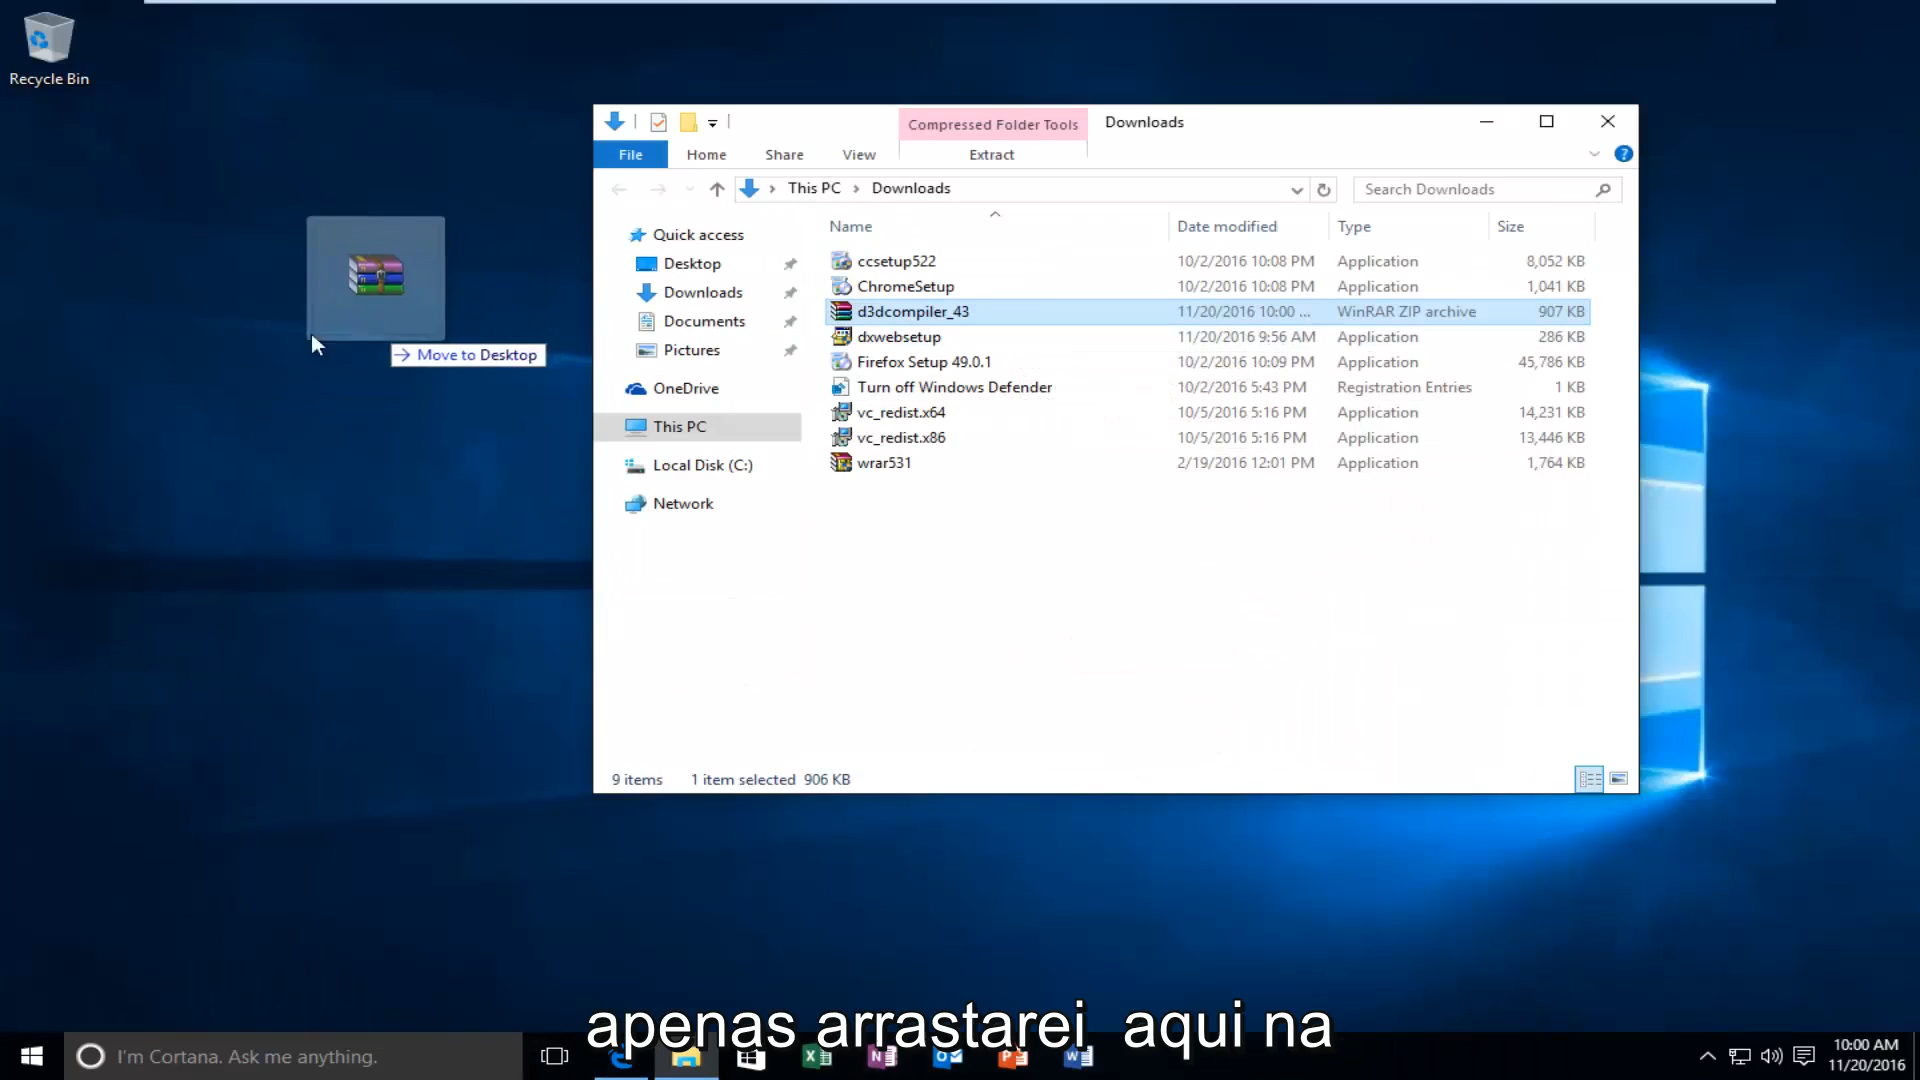 Recycle Bin
Compressed Folder Tools
Downloads
File
Home
Share
View
Extract
This PC
Downloads
Search Downloads
Name
Date modified
Type
Size
Quick access
Desktop
Downloads
Documents
Pictures
OneDrive
This PC
Local Disk (C:)
Network
ccsetup522 10/2/2016 10:08 PM Application 8,052 KB
ChromeSetup 10/2/2016 10:08 PM Application 1,041 KB
d3dcompiler_43 11/20/2016 10:00 ... WinRAR ZIP archive 907 KB
dxwebsetup 11/20/2016 9:56 AM Application 286 KB
Firefox Setup 49.0.1 10/2/2016 10:09 PM Application 45,786 KB
Turn off Windows Defender 10/2/2016 5:43 PM Registration Entries 1 KB
vc_redist.x64 10/5/2016 5:16 PM Application 14,231 KB
vc_redist.x86 10/5/2016 5:16 PM Application 13,446 KB
wrar531 2/19/2016 12:01 PM Application 1,764 KB
Move to Desktop
9 items 1 item selected 906 KB
apenas arrastarei aqui na
I'm Cortana. Ask me anything.
10:00 AM
11/20/2016